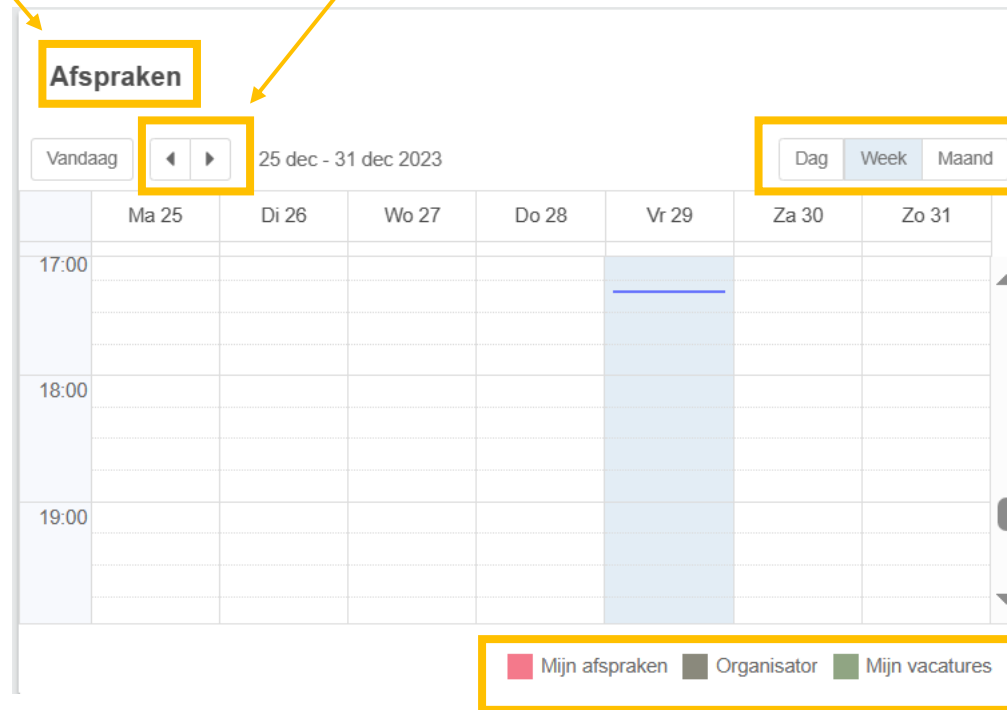 Afspraken
Vandaag 25 dec - 31 dec 2023 Dag Week Maand
Ma 25 Di 26 Wo 27 Do 28 Vr 29 Za 30 Zo 31
17:00
18:00
19:00
Mijn afspraken Organisator Mijn vacatures